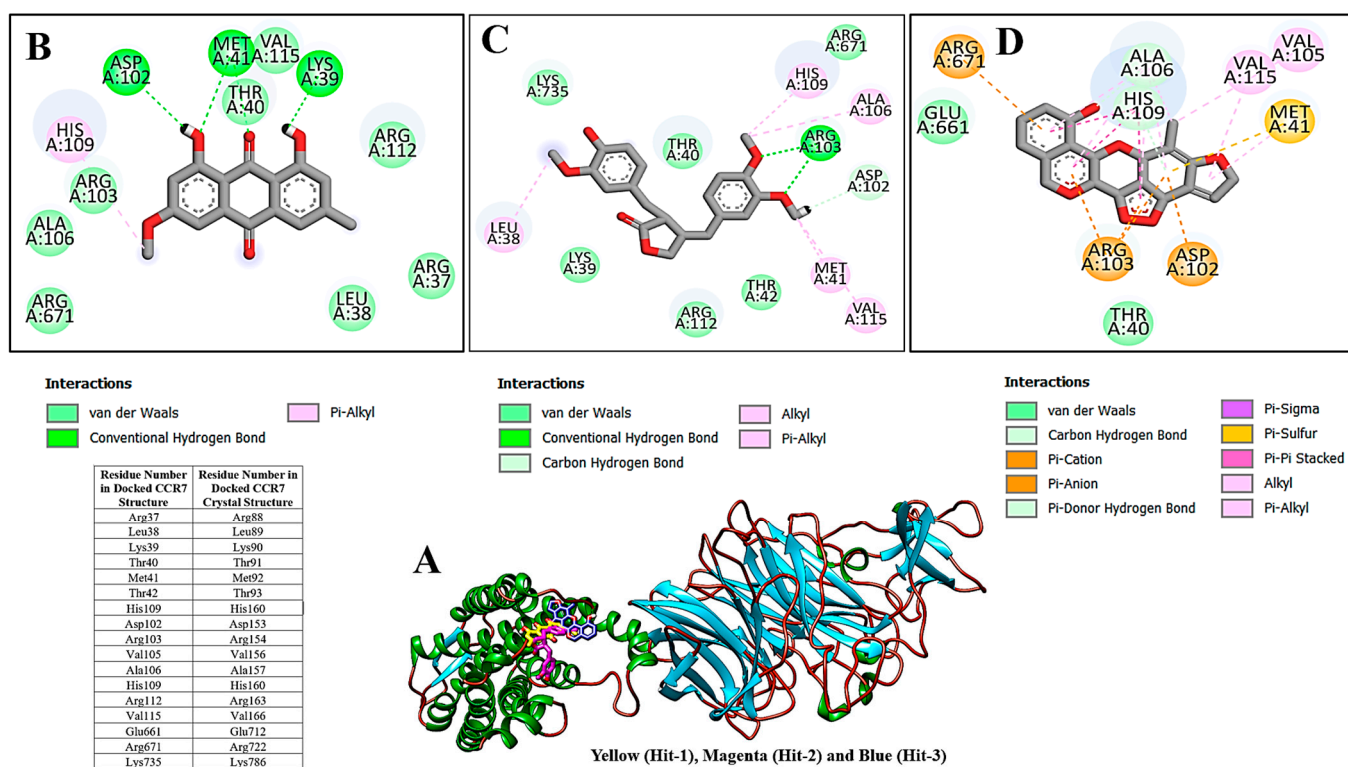 B
ASP
A:102
MET
A:41
VAL
A:115
LYS
A:39
THR
A:40
HIS
A:109
ARG
A:112
ARG
A:103
ALA
A:106
ARG
A:37
ARG
A:671
LEU
A:38
C
ARG
A:671
LYS
A:735
HIS
A:109
ALA
A:106
THR
A:40
ARG
A:103
ASP
A:102
LEU
A:38
LYS
A:39
MET
A:41
THR
A:42
ARG
A:112
VAL
A:115
D
ARG
A:671
ALA
A:106
VAL
A:115
VAL
A:105
GLU
A:661
HIS
A:109
MET
A:41
ARG
A:103
ASP
A:102
THR
A:40
Interactions
van der Waals
Pi-Alkyl
Conventional Hydrogen Bond
Interactions
van der Waals
Alkyl
Conventional Hydrogen Bond
Pi-Alkyl
Carbon Hydrogen Bond
Interactions
van der Waals
Pi-Sigma
Carbon Hydrogen Bond
Pi-Sulfur
Pi-Cation
Pi-Pi Stacked
Pi-Anion
Alkyl
Pi-Donor Hydrogen Bond
Pi-Alkyl
Residue Number Residue Number in
in Docked CCR7 Docked CCR7
Structure Crystal Structure
Arg37 Arg88
Leu38 Leu89
Lys39 Lys90
Thr40 Thr91
Met41 Met92
Thr42 Thr93
His109 His160
Asp102 Asp153
Arg103 Arg154
Val105 Val156
Ala106 Ala157
His109 His160
Arg112 Arg163
Val115 Val166
Glu661 Glu712
Arg671 Arg722
Lys735 Lys786
A
Yellow (Hit-1), Magenta (Hit-2) and Blue (Hit-3)